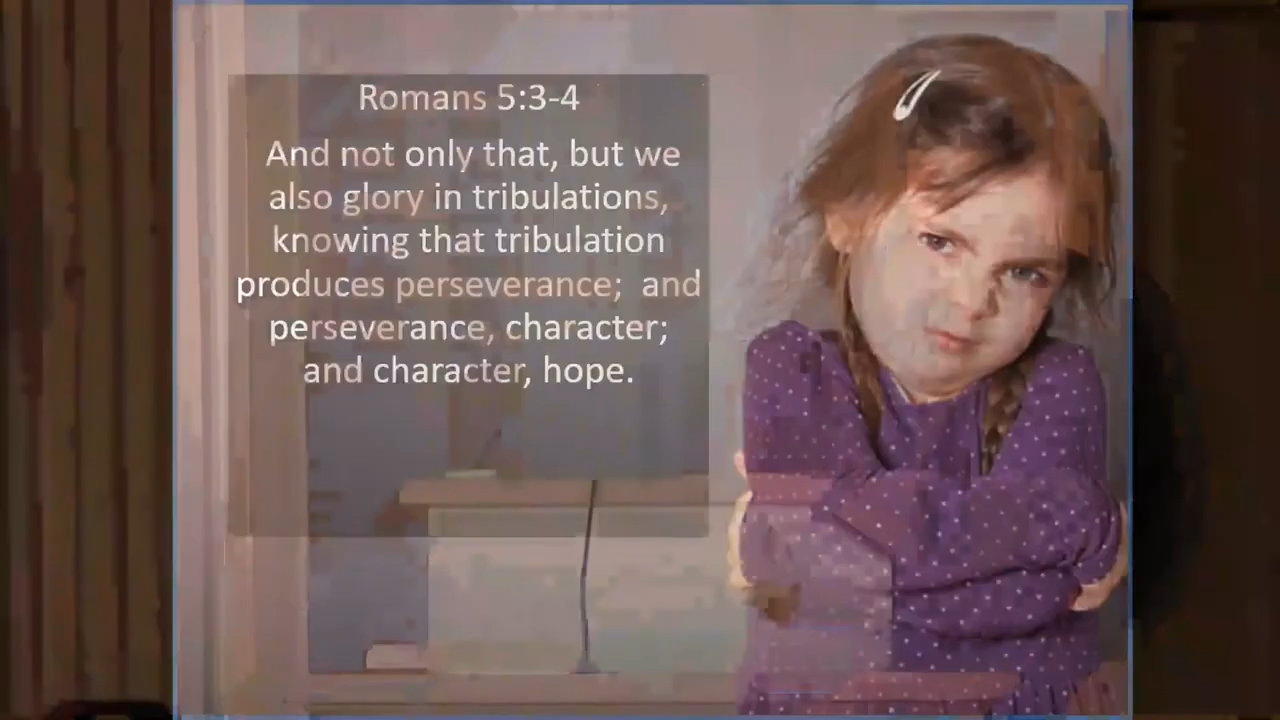 Romans 5:3-4
And not only that, but we
also glory in tribulations,
knowing that tribulation
produces perseverance;  and
perseverance, character;
and character, hope.